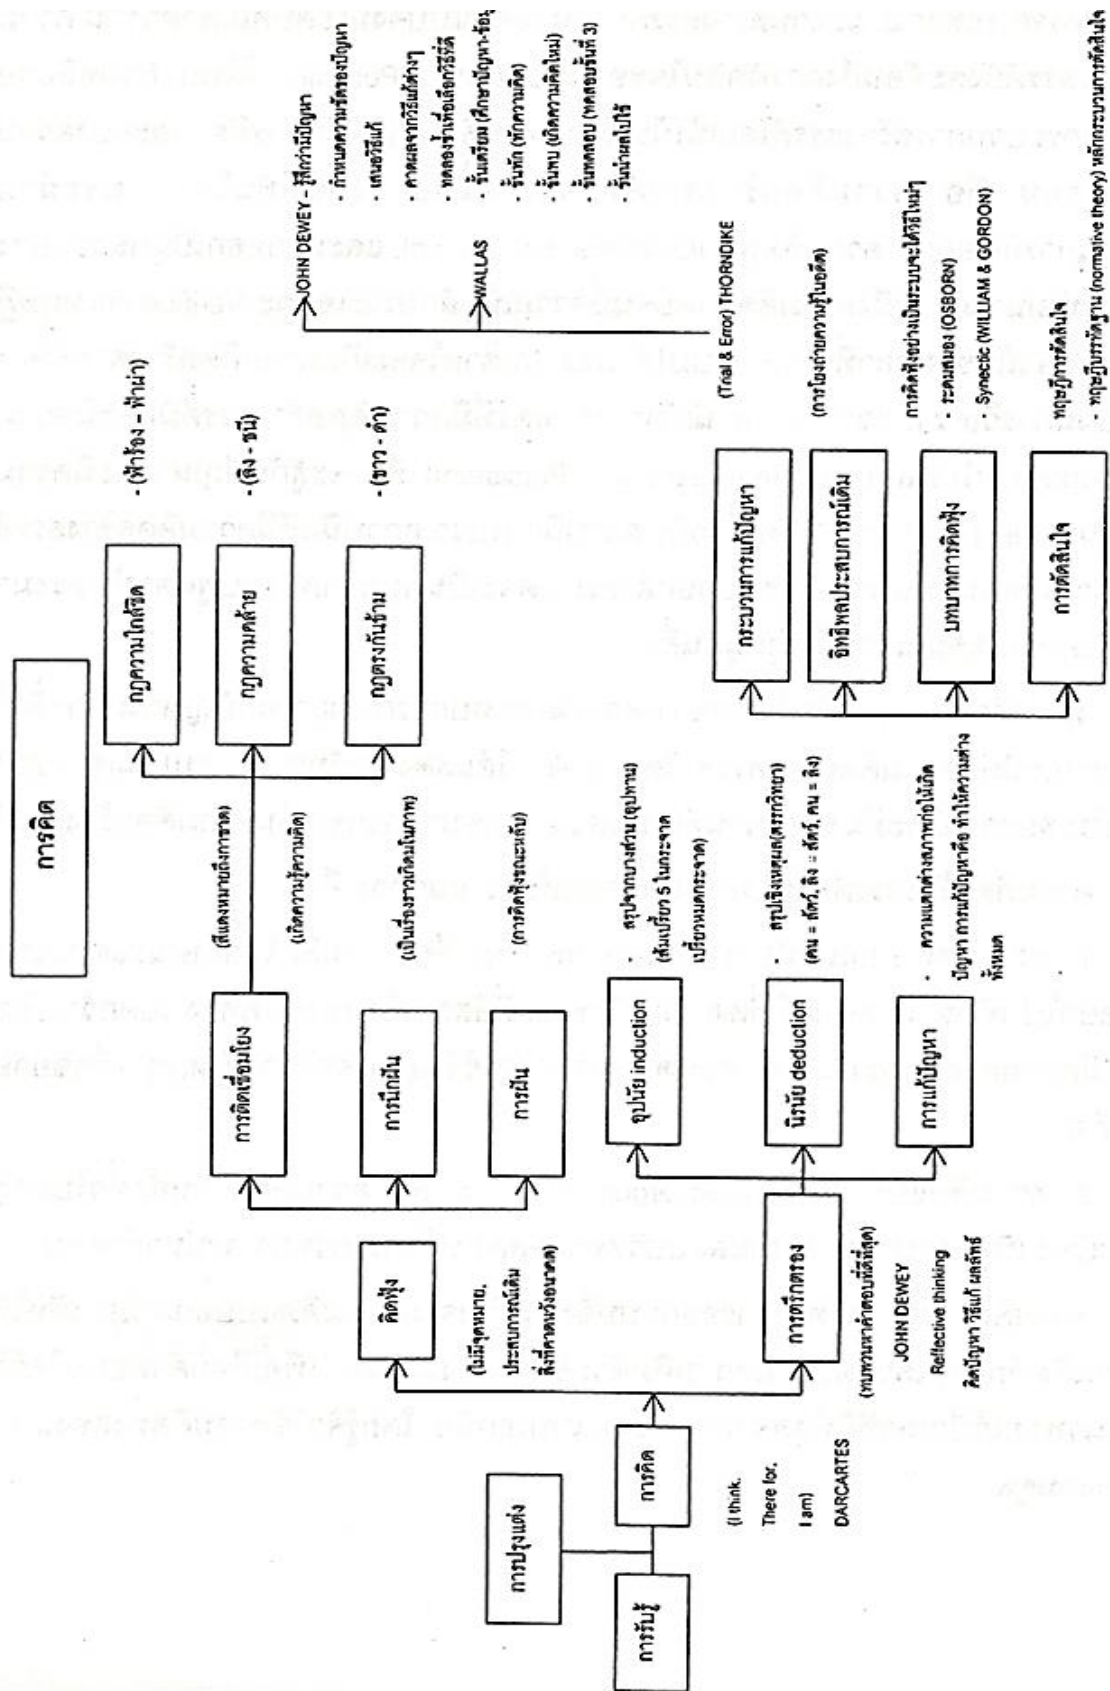 การคิด
การรับรู้
การปรุงแต่ง
การคิด
(I think.
There for.
I am)
DARCARTES
คิดฟุ้ง
(ไม่มีจุดหมาย,
ประสบการณ์เดิม
สิ่งที่คาดหวังอนาคต)
การตรึกตรอง
(ทบทวนหาคำตอบที่ดีที่สุด)
JOHN DEWEY
Reflective thinking
คิดปัญหา วิธีแก้ ผลลัพธ์
การคิดเชื่อมโยง
(สีแดงหมายถึงกาชาด)
(เกิดความรู้ความคิด)
การนึกฝัน
(เป็นเรื่องราวเกิดมโนภาพ)
การฝัน
(การคิดฟุ้งขณะหลับ)
กฎความใกล้ชิด
- (ฟ้าร้อง - ฟ้าผ่า)
กฎความคล้าย
- (ลิง - ชนี)
กฎตรงกันข้าม
- (ขาว - ดำ)
อุปนัย induction
· สรุปจากบางส่วน (อุปทาน)
(ส้มเปรี้ยว 5 ในกระจาด
เปรี้ยวหมดกระจาด)
นิรนัย deduction
· สรุปเชิงเหตุผล(ตรรกวิทยา)
(คน = สัตว์, ลิง = สัตว์, คน = ลิง)
การแก้ปัญหา
· ความแตกต่างสภาพก่อให้เกิด
ปัญหา การแก้ปัญหาคือ ทำให้ความต่าง
ทั้งหมด
กระบวนการแก้ปัญหา
(Trial & Error) THORNDIKE
JOHN DEWEY - รู้สึกว่ามีปัญหา
· กำหนดความชัดของปัญหา
· เสนอวิธีแก้
· คาดผลจากวิธีแก้ต่างๆ
· ทดลองซ้ำเพื่อเลือกวิธีที่ดี
WALLAS
ขั้นเตรียม (ศึกษาปัญหา-ข้อมู
· ขั้นพัก (พักความคิด)
· ขั้นพบ (เกิดความคิดใหม่)
· ขั้นทดสอบ (ทดสอบขั้นที่ 3)
· ขั้นนำผลไปใช้
อิทธิพลประสบการณ์เดิม
(การโยงถ่ายความรู้ในอดีต)
บทบาทการคิดฟุ้ง
การคิดฟุ้งอย่างเป็นระบบจะได้วิธีใหม่ๆ
· ระดมสมอง (OSBORN)
Synectic (WILLIAM & GORDON)
การตัดสินใจ
ทฤษฎีการตัดสินใจ
· ทฤษฎีบรรทัดฐาน (normative theory) หลักกระบวนการตัดสินใจ